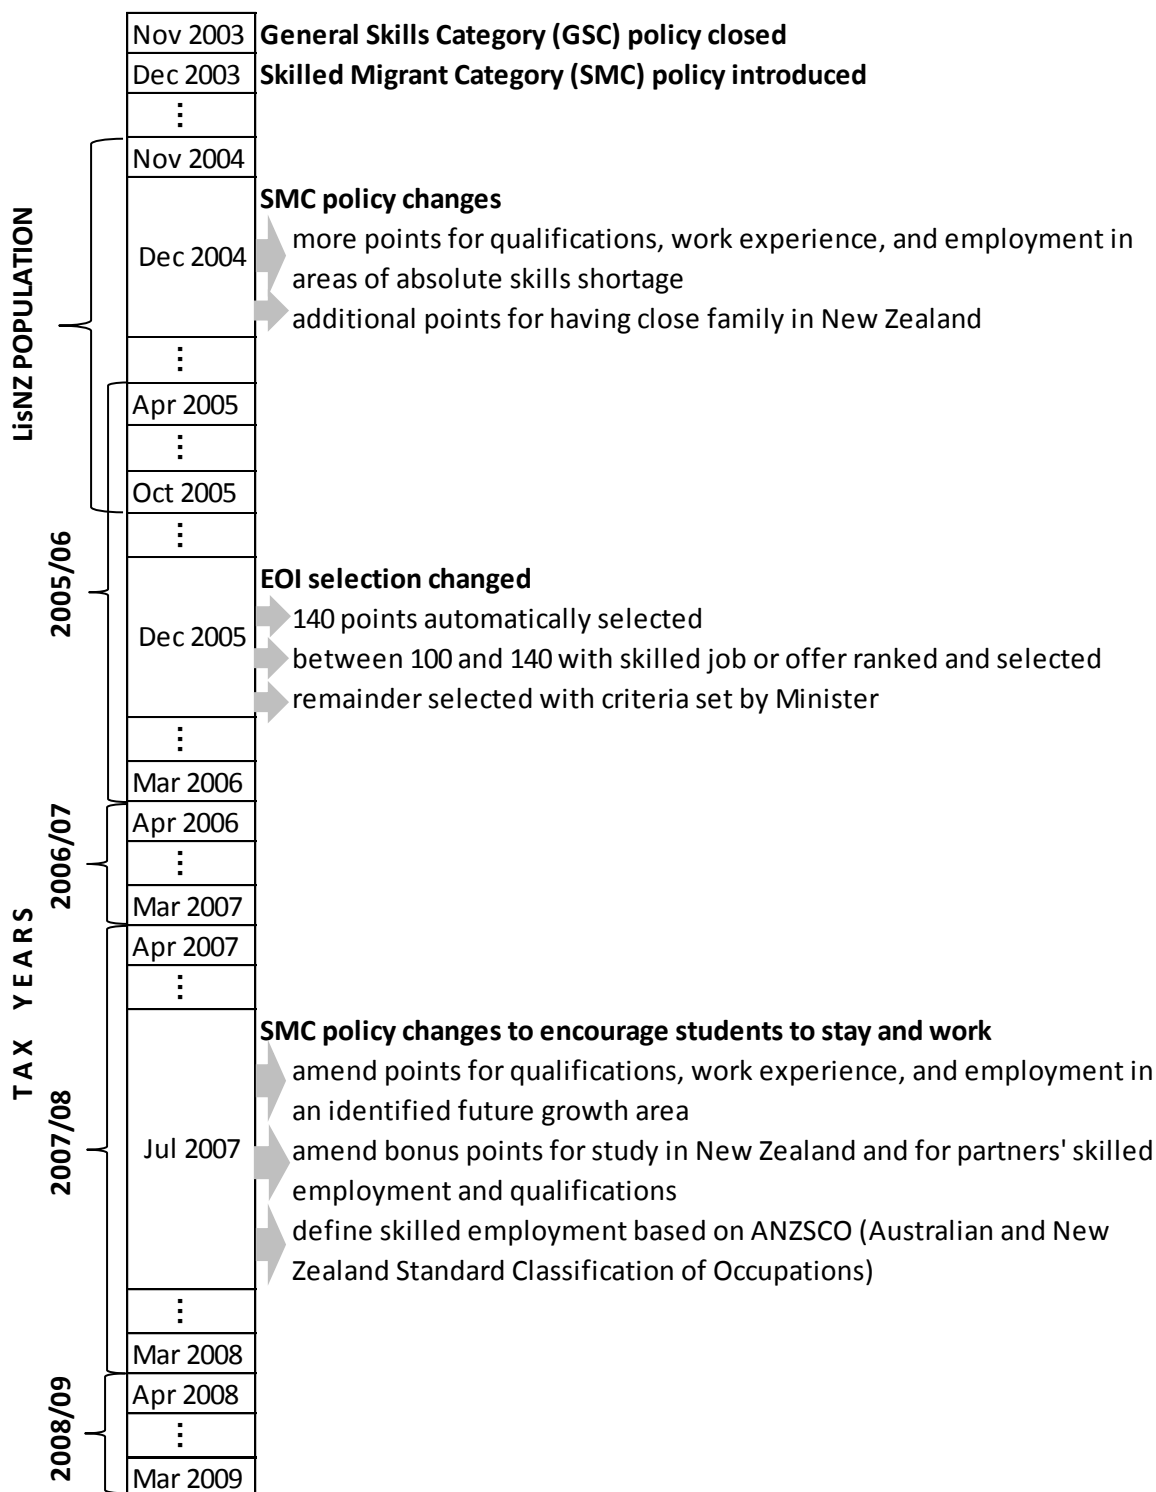 Nov 2003 General Skills Category (GSC) policy closed
Dec 2003 Skilled Migrant Category (SMC) policy introduced
⋮
LisNZ POPULATION
Nov 2004
SMC policy changes
Dec 2004
more points for qualifications, work experience, and employment in
areas of absolute skills shortage
additional points for having close family in New Zealand
⋮
TAX YEARS
2005/06
Apr 2005
⋮
Oct 2005
⋮
EOI selection changed
Dec 2005
140 points automatically selected
between 100 and 140 with skilled job or offer ranked and selected
remainder selected with criteria set by Minister
⋮
Mar 2006
2006/07
Apr 2006
⋮
Mar 2007
2007/08
Apr 2007
⋮
SMC policy changes to encourage students to stay and work
Jul 2007
amend points for qualifications, work experience, and employment in
an identified future growth area
amend bonus points for study in New Zealand and for partners' skilled
employment and qualifications
define skilled employment based on ANZSCO (Australian and New
Zealand Standard Classification of Occupations)
⋮
Mar 2008
2008/09
Apr 2008
⋮
Mar 2009